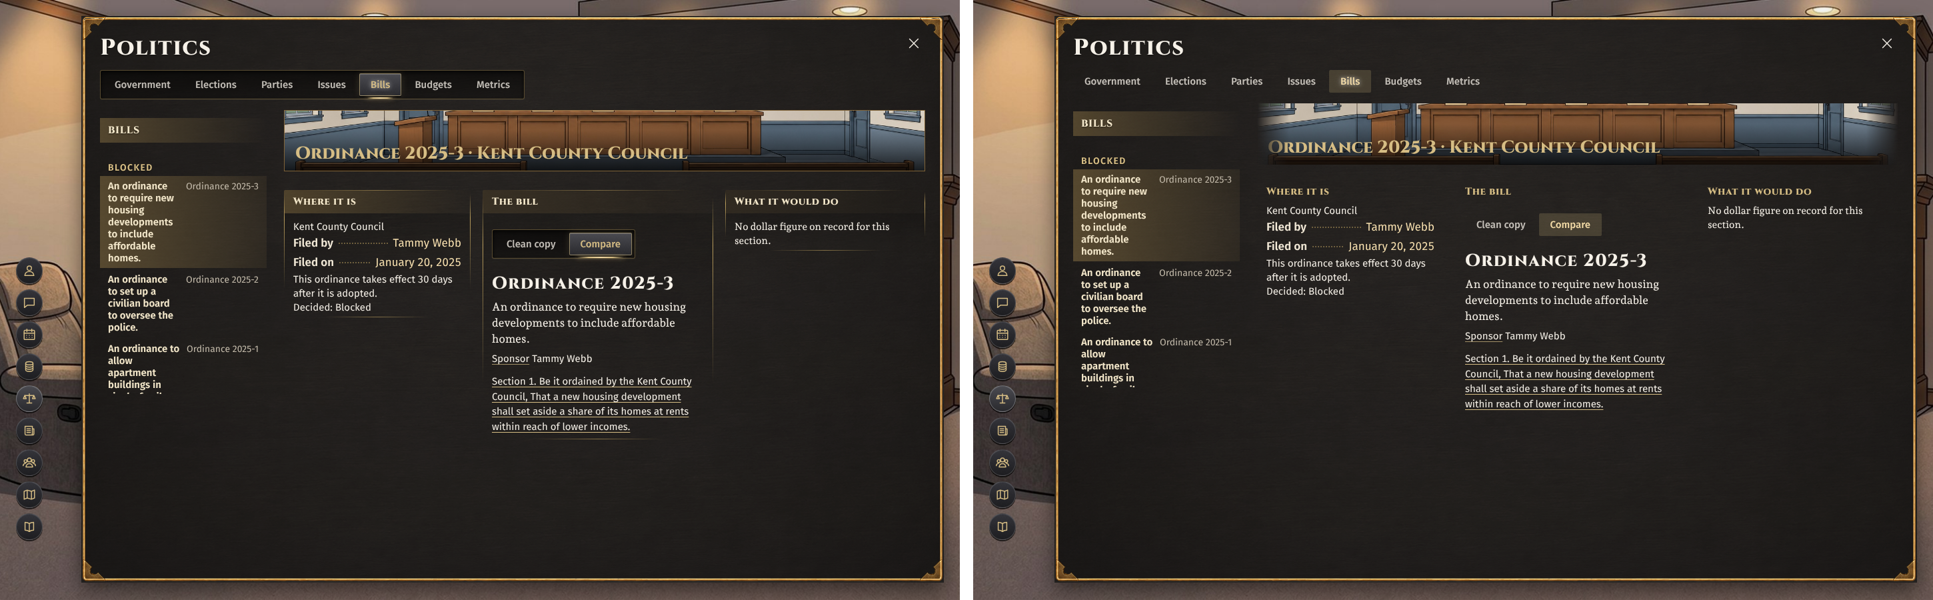 Politics
Government Elections Parties Issues Bills Budgets Metrics
BILLS
BLOCKED
An ordinance
to require new
housing
developments
to include
affordable
homes.
Ordinance 2025-3
An ordinance
to set up a
civilian board
to oversee the
police.
Ordinance 2025-2
An ordinance to
allow
apartment
buildings in
Ordinance 2025-1
Ordinance 2025-3 · Kent County Council
Where it is
Kent County Council
Filed by Tammy Webb
Filed on January 20, 2025
This ordinance takes effect 30 days
after it is adopted.
Decided: Blocked
The bill
Clean copy Compare
Ordinance 2025-3
An ordinance to require new housing
developments to include affordable
homes.
Sponsor Tammy Webb
Section 1. Be it ordained by the Kent County
Council, That a new housing development
shall set aside a share of its homes at rents
within reach of lower incomes.
What it would do
No dollar figure on record for this
section.
Politics
Government Elections Parties Issues Bills Budgets Metrics
BILLS
BLOCKED
An ordinance
to require new
housing
developments
to include
affordable
homes.
Ordinance 2025-3
An ordinance
to set up a
civilian board
to oversee the
police.
Ordinance 2025-2
An ordinance to
allow
apartment
buildings in
Ordinance 2025-1
Ordinance 2025-3 · Kent County Council
Where it is
Kent County Council
Filed by Tammy Webb
Filed on January 20, 2025
This ordinance takes effect 30 days
after it is adopted.
Decided: Blocked
The bill
Clean copy Compare
Ordinance 2025-3
An ordinance to require new housing
developments to include affordable
homes.
Sponsor Tammy Webb
Section 1. Be it ordained by the Kent County
Council, That a new housing development
shall set aside a share of its homes at rents
within reach of lower incomes.
What it would do
No dollar figure on record for this
section.